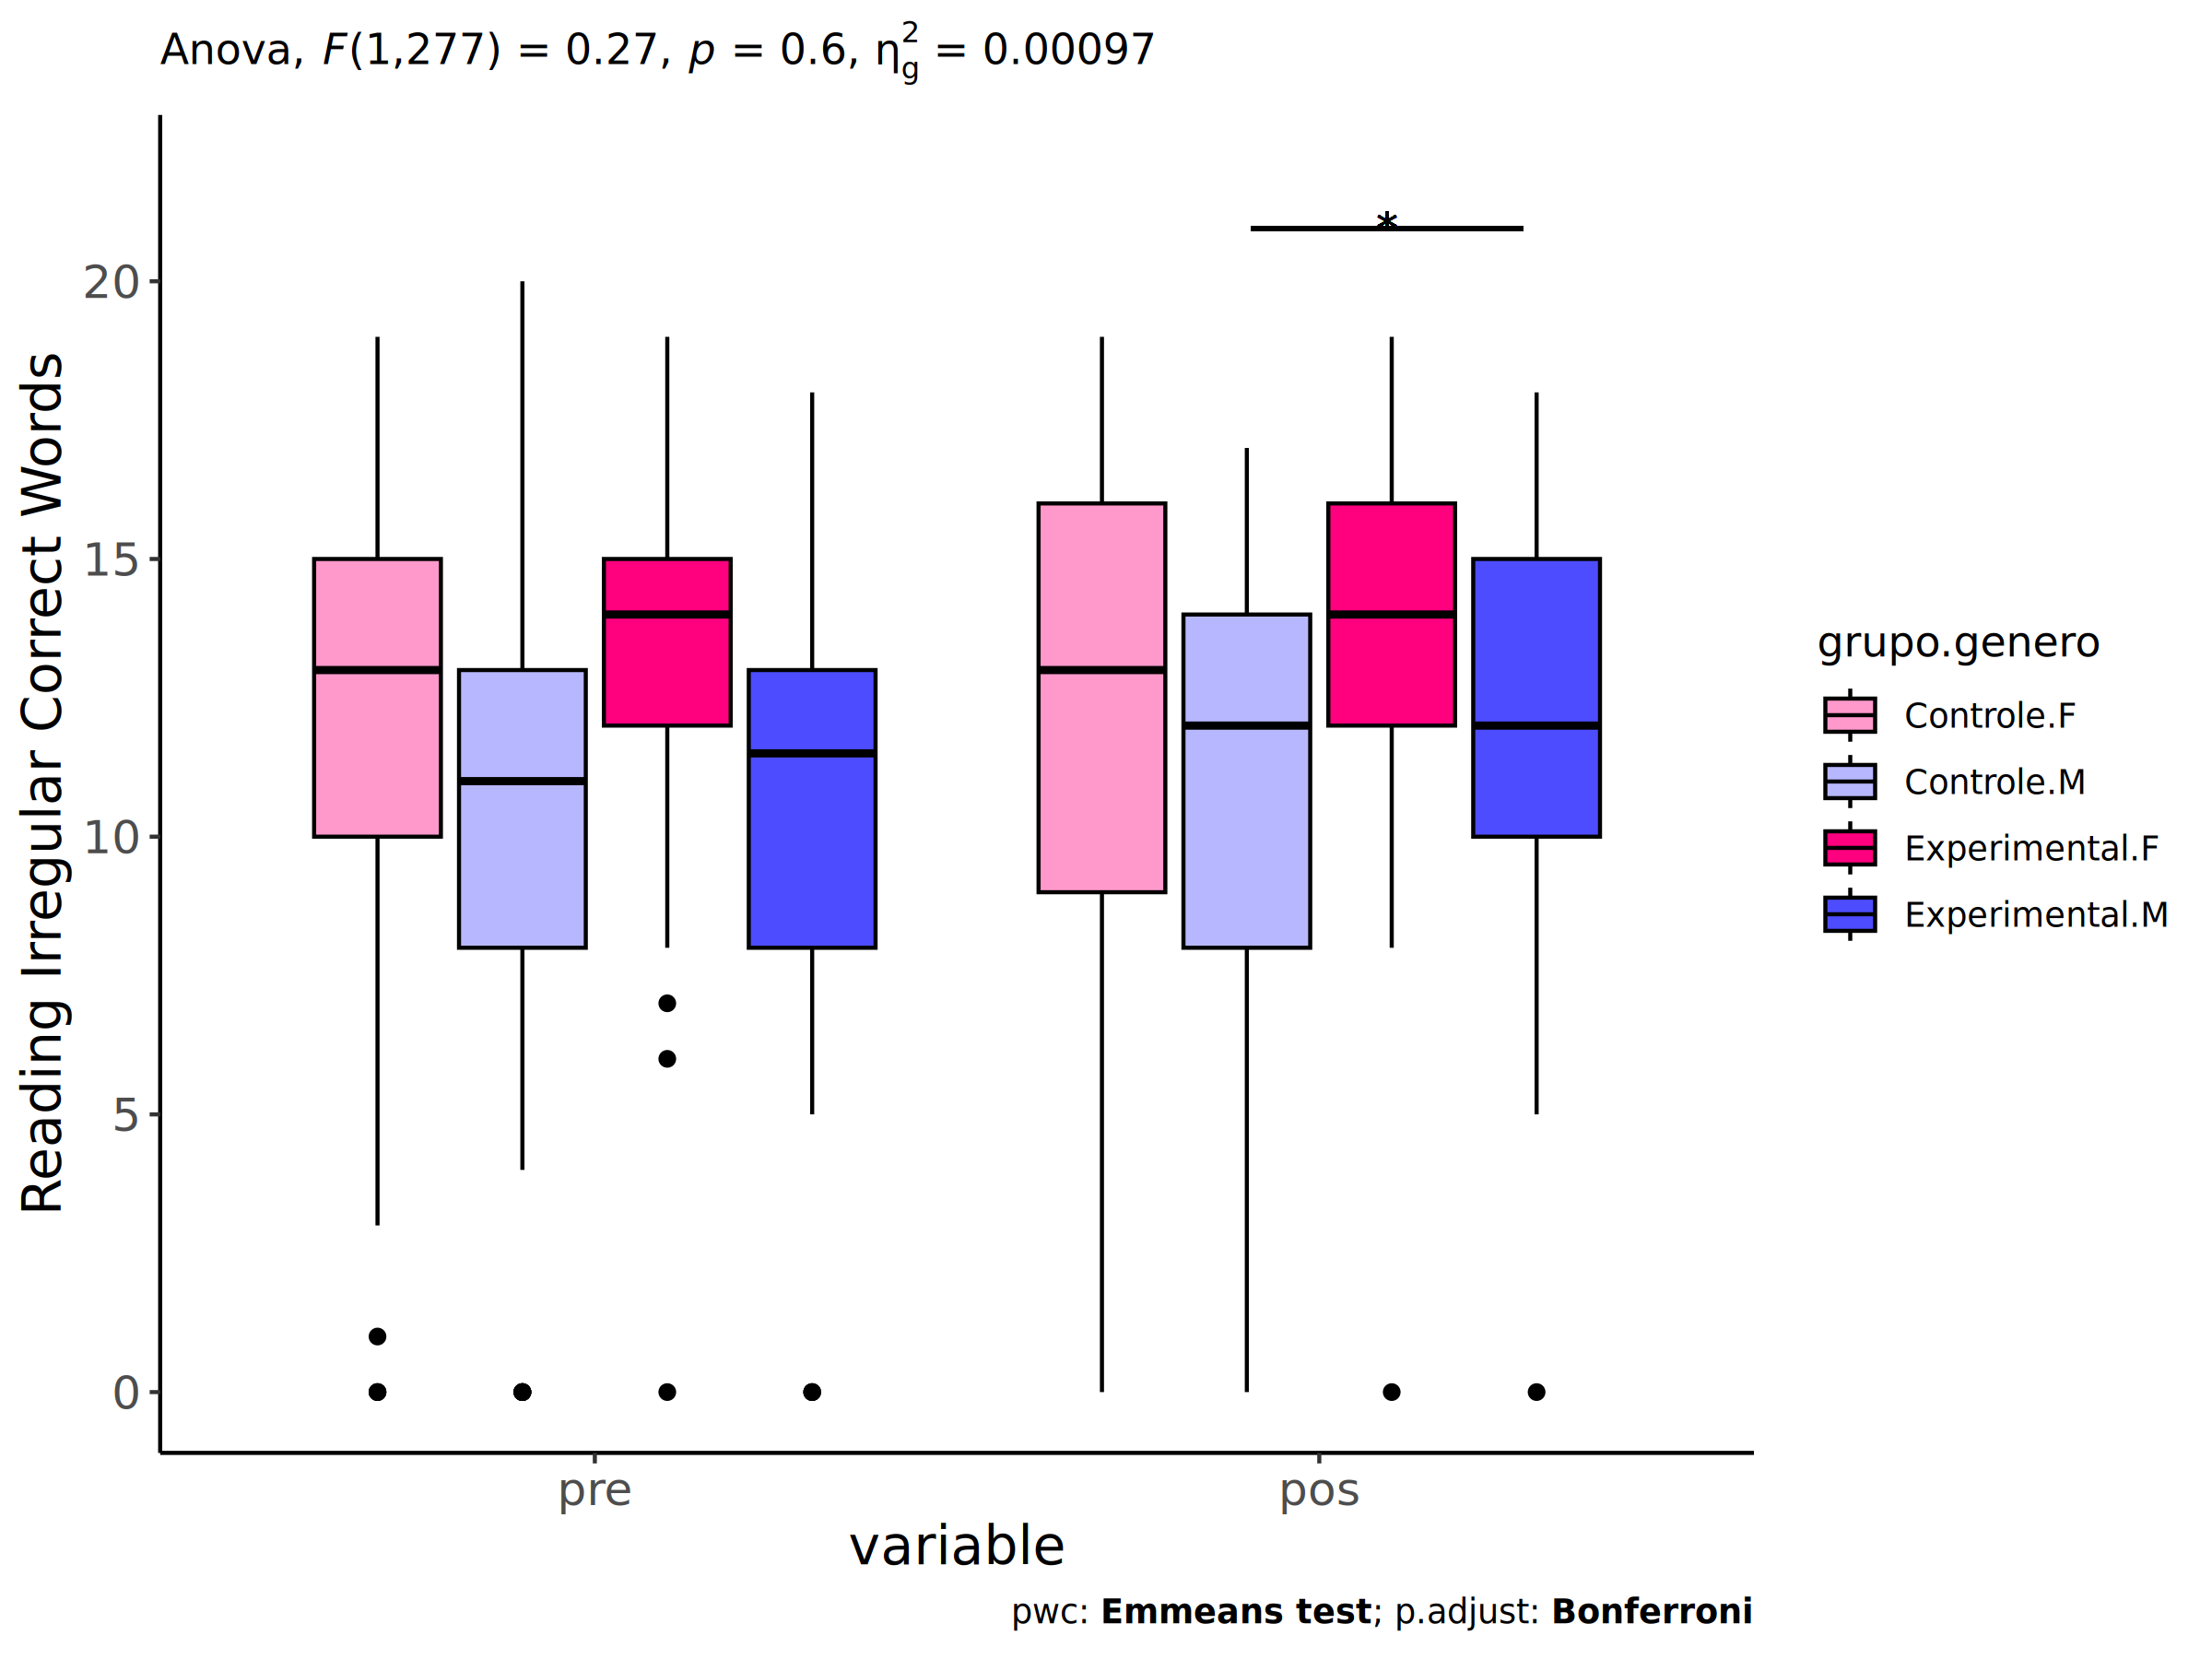 Anova, F(1,277) = 0.27, p = 0.6, η²g = 0.00097
*
20
15
10
5
0
Reading Irregular Correct Words
pre
pos
variable
grupo.genero
Controle.F
Controle.M
Experimental.F
Experimental.M
pwc: Emmeans test; p.adjust: Bonferroni